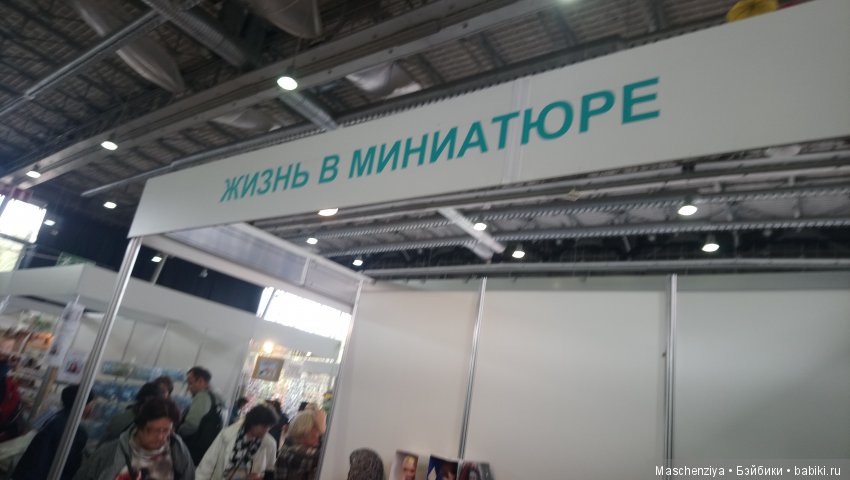 ЖИЗНЬ В МИНИАТЮРЕ
Maschenziya • Бэйбики • babiki.ru